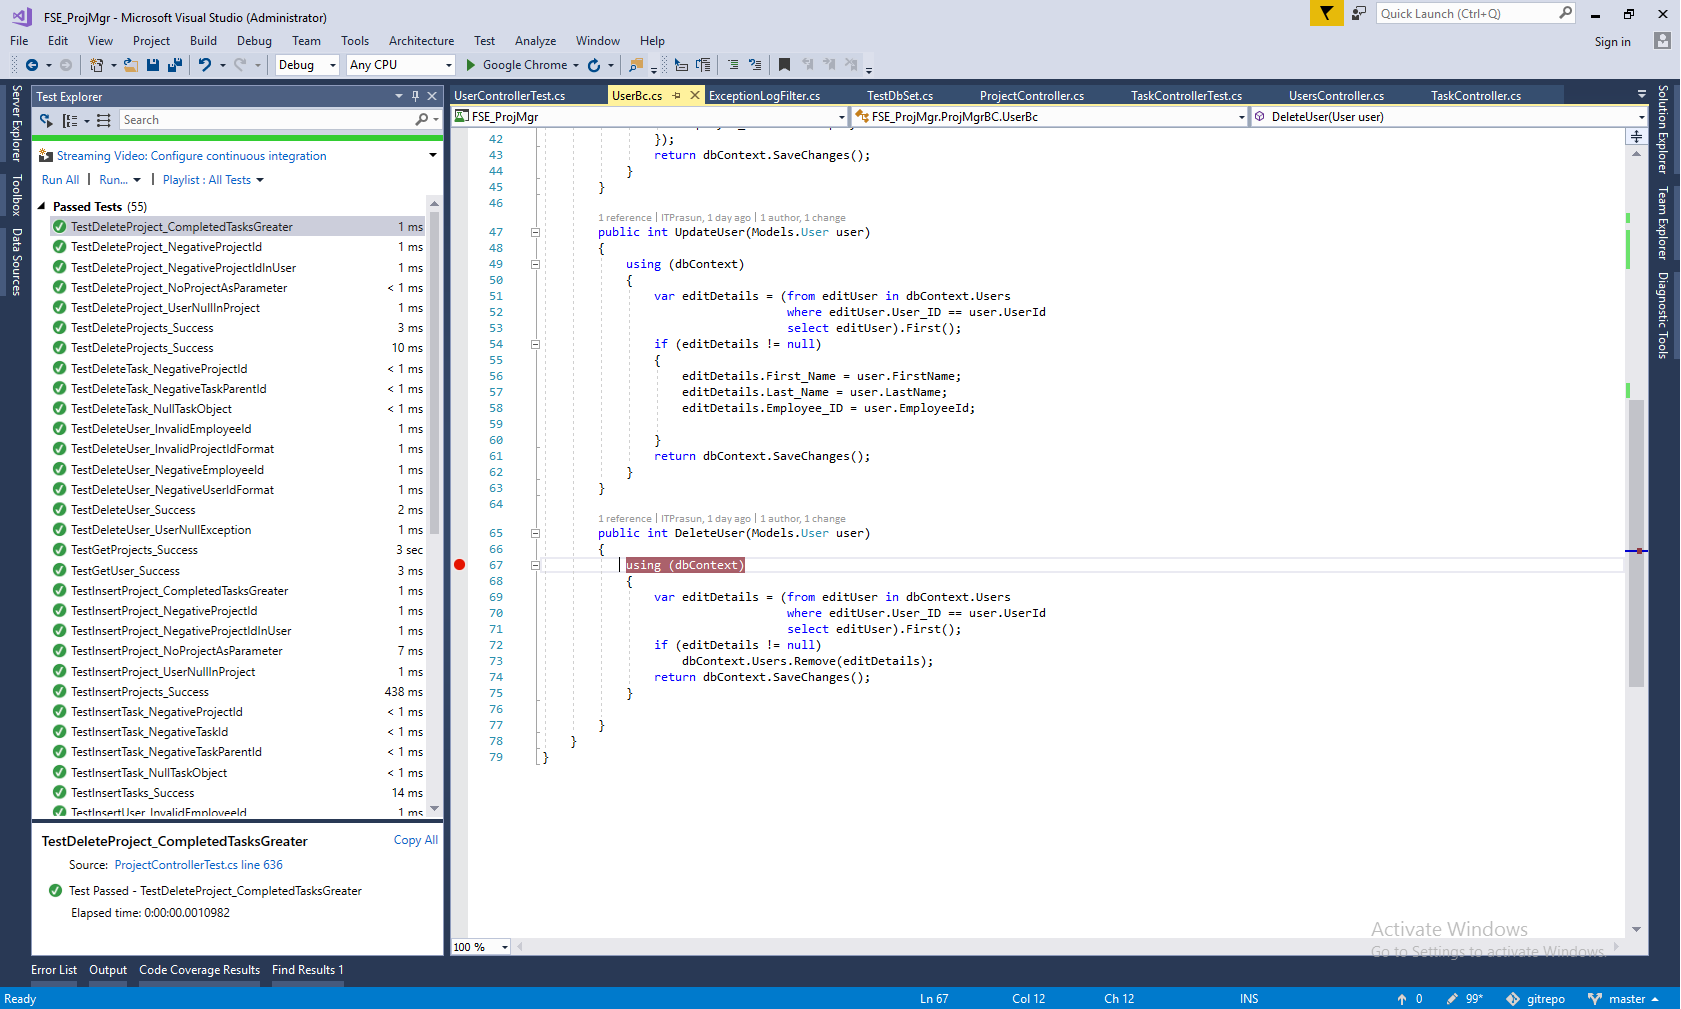 FSE_ProjMgr - Microsoft Visual Studio (Administrator)
Quick Launch (Ctrl+Q)
File Edit View Project Build Debug Team Tools Architecture Test Analyze Window Help
Sign in
Debug Any CPU Google Chrome
Server Explorer
Toolbox
Data Sources
Test Explorer
Search
Streaming Video: Configure continuous integration
Run All | Run... | Playlist : All Tests
Passed Tests (55)
TestDeleteProject_CompletedTasksGreater 1 ms
TestDeleteProject_NegativeProjectId 1 ms
TestDeleteProject_NegativeProjectIdInUser 1 ms
TestDeleteProject_NoProjectAsParameter < 1 ms
TestDeleteProject_UserNullInProject 1 ms
TestDeleteProjects_Success 3 ms
TestDeleteProjects_Success 10 ms
TestDeleteTask_NegativeProjectId < 1 ms
TestDeleteTask_NegativeTaskParentId < 1 ms
TestDeleteTask_NullTaskObject < 1 ms
TestDeleteUser_InvalidEmployeeId 1 ms
TestDeleteUser_InvalidProjectIdFormat 1 ms
TestDeleteUser_NegativeEmployeeId 1 ms
TestDeleteUser_NegativeUserIdFormat 1 ms
TestDeleteUser_Success 2 ms
TestDeleteUser_UserNullException 1 ms
TestGetProjects_Success 3 sec
TestGetUser_Success 3 ms
TestInsertProject_CompletedTasksGreater 1 ms
TestInsertProject_NegativeProjectId 1 ms
TestInsertProject_NegativeProjectIdInUser 1 ms
TestInsertProject_NoProjectAsParameter 7 ms
TestInsertProject_UserNullInProject 1 ms
TestInsertProjects_Success 438 ms
TestInsertTask_NegativeProjectId < 1 ms
TestInsertTask_NegativeTaskId < 1 ms
TestInsertTask_NegativeTaskParentId < 1 ms
TestInsertTask_NullTaskObject < 1 ms
TestInsertTasks_Success 14 ms
TestInsertUser_InvalidEmployeeId 1 ms
TestDeleteProject_CompletedTasksGreater Copy All
Source: ProjectControllerTest.cs line 636
Test Passed - TestDeleteProject_CompletedTasksGreater
Elapsed time: 0:00:00.0010982
UserControllerTest.cs UserBc.cs ExceptionLogFilter.cs TestDbSet.cs ProjectController.cs TaskControllerTest.cs UsersController.cs TaskController.cs
FSE_ProjMgr FSE_ProjMgr.ProjMgrBC.UserBc DeleteUser(User user)
42 });
43 return dbContext.SaveChanges();
44 }
45 }
46
1 reference | ITPrasun, 1 day ago | 1 author, 1 change
47 public int UpdateUser(Models.User user)
48 {
49 using (dbContext)
50 {
51 var editDetails = (from editUser in dbContext.Users
52 where editUser.User_ID == user.UserId
53 select editUser).First();
54 if (editDetails != null)
55 {
56 editDetails.First_Name = user.FirstName;
57 editDetails.Last_Name = user.LastName;
58 editDetails.Employee_ID = user.EmployeeId;
59
60 }
61 return dbContext.SaveChanges();
62 }
63 }
64
1 reference | ITPrasun, 1 day ago | 1 author, 1 change
65 public int DeleteUser(Models.User user)
66 {
67 using (dbContext)
68 {
69 var editDetails = (from editUser in dbContext.Users
70 where editUser.User_ID == user.UserId
71 select editUser).First();
72 if (editDetails != null)
73 dbContext.Users.Remove(editDetails);
74 return dbContext.SaveChanges();
75 }
76
77 }
78 }
79 }
100 %
Solution Explorer
Team Explorer
Diagnostic Tools
Activate Windows
Go to Settings to activate Windows.
Error List Output Code Coverage Results Find Results 1
Ready Ln 67 Col 12 Ch 12 INS 0 99* gitrepo master